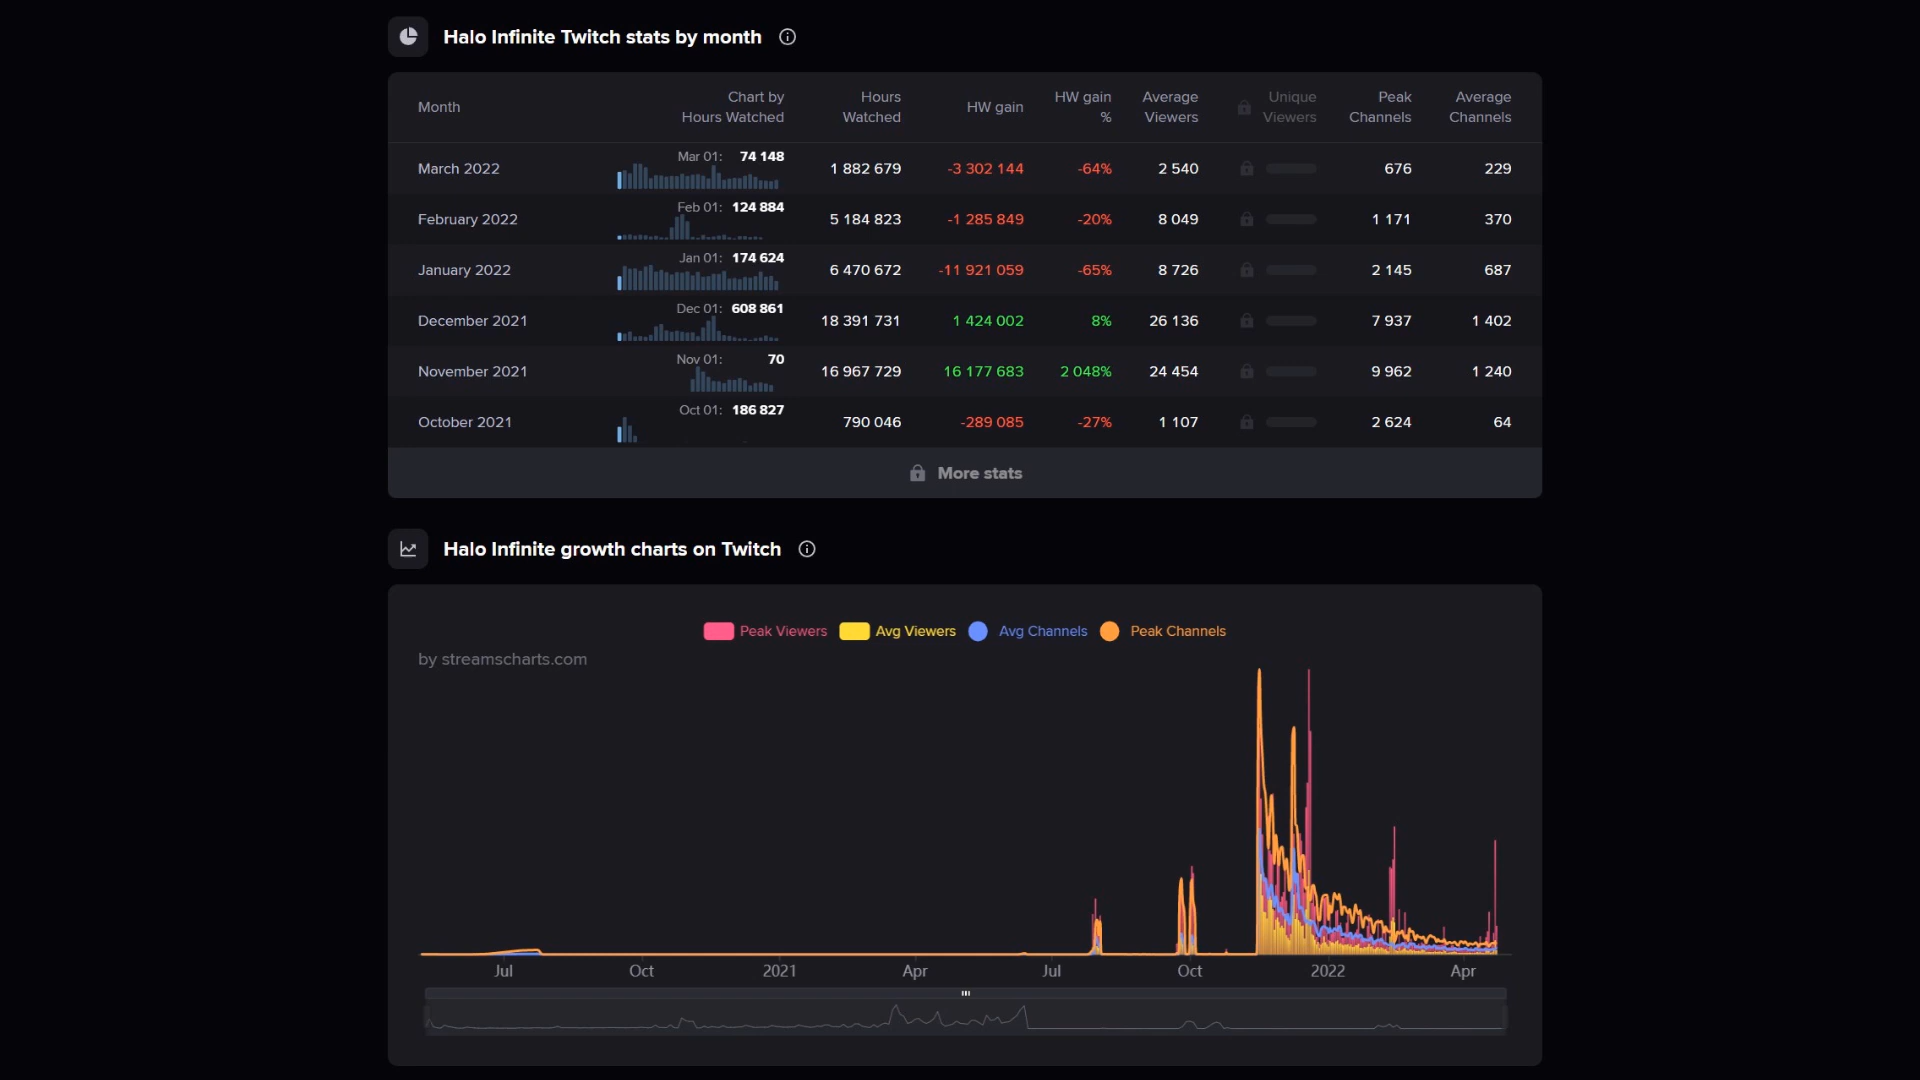 Halo Infinite Twitch stats by month
Month Chart by Hours Watched Hours Watched HW gain HW gain % Average Viewers Unique Viewers Peak Channels Average Channels
March 2022 Mar 01: 74 148 1 882 679 -3 302 144 -64% 2 540 676 229
February 2022 Feb 01: 124 884 5 184 823 -1 285 849 -20% 8 049 1 171 370
January 2022 Jan 01: 174 624 6 470 672 -11 921 059 -65% 8 726 2 145 687
December 2021 Dec 01: 608 861 18 391 731 1 424 002 8% 26 136 7 937 1 402
November 2021 Nov 01: 70 16 967 729 16 177 683 2 048% 24 454 9 962 1 240
October 2021 Oct 01: 186 827 790 046 -289 085 -27% 1 107 2 624 64
More stats
Halo Infinite growth charts on Twitch
Peak Viewers Avg Viewers Avg Channels Peak Channels
by streamscharts.com
Jul Oct 2021 Apr Jul Oct 2022 Apr